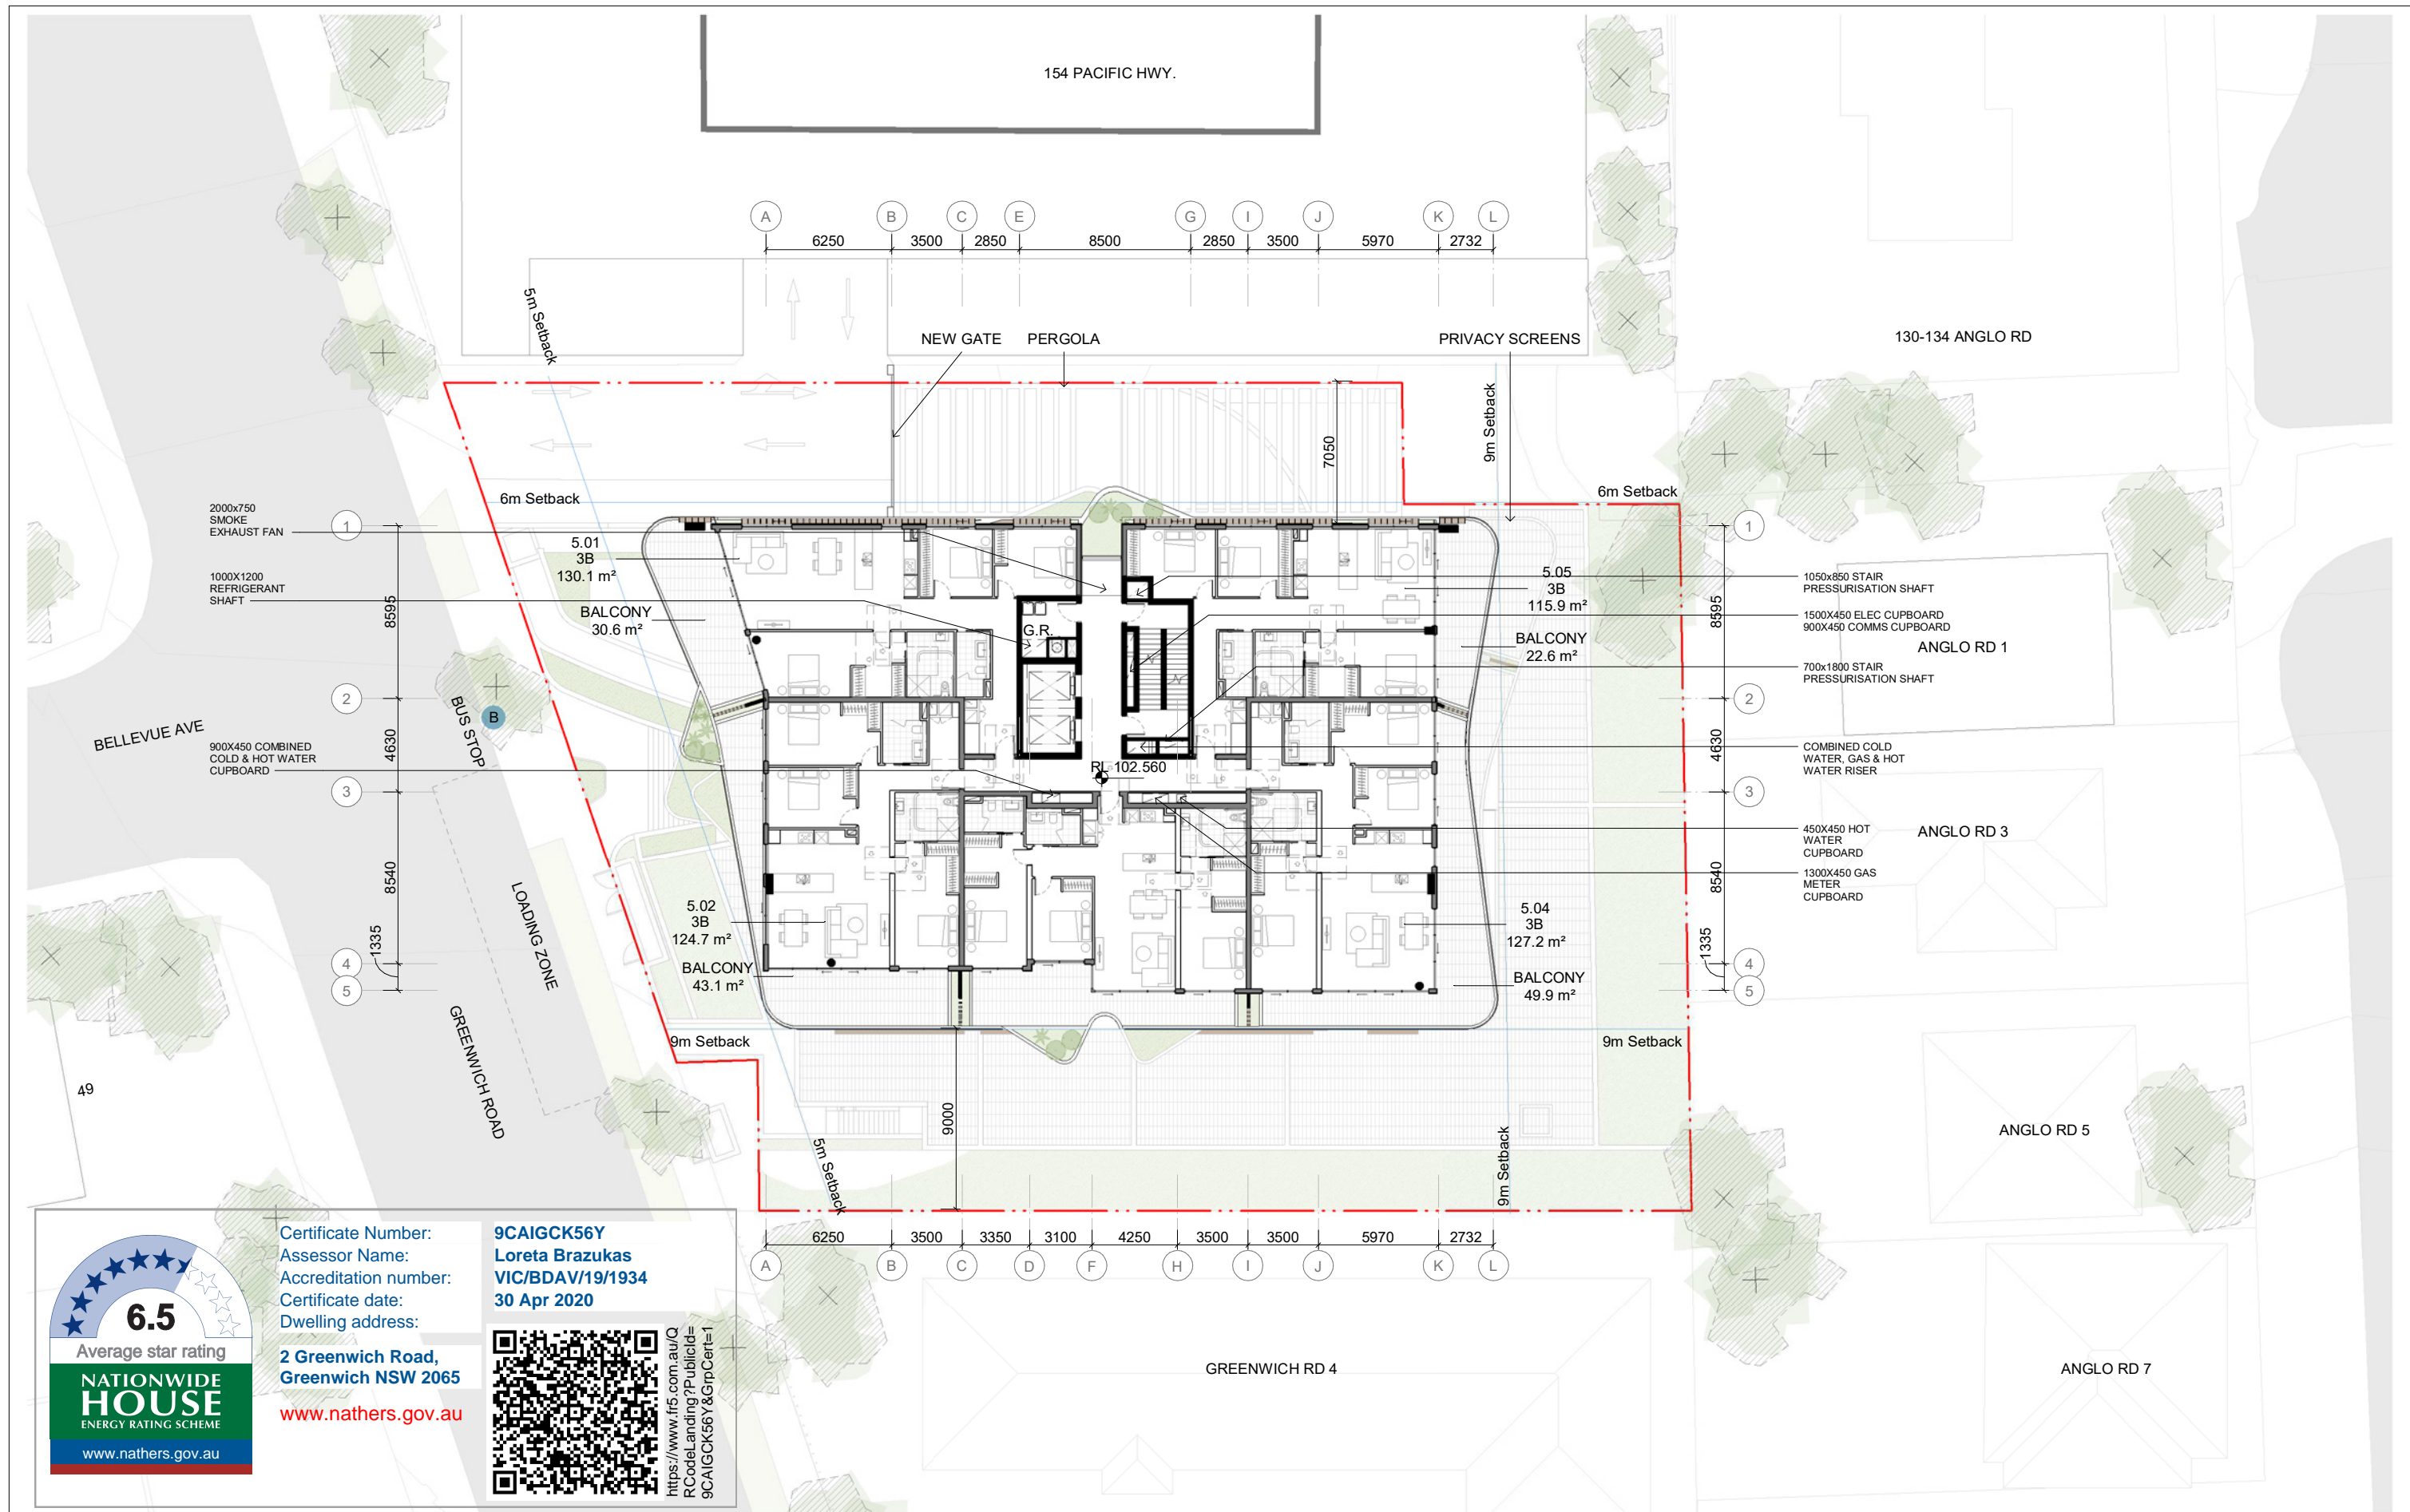 154 PACIFIC HWY.
A B C E G I J K L
6250 3500 2850 8500 2850 3500 5970 2732
5m Setback
NEW GATE
PERGOLA
PRIVACY SCREENS
130-134 ANGLO RD
9m Setback
7050
6m Setback
6m Setback
2000x750
SMOKE
EXHAUST FAN
1
1
5.01
3B
130.1 m²
5.05
3B
115.9 m²
1000X1200
REFRIGERANT
SHAFT
1050x850 STAIR
PRESSURISATION SHAFT
8595
8595
BALCONY
30.6 m²
G.R.
1500X450 ELEC CUPBOARD
900X450 COMMS CUPBOARD
BALCONY
22.6 m²
ANGLO RD 1
700x1800 STAIR
PRESSURISATION SHAFT
2
2
B
BUS STOP
BELLEVUE AVE
4630
4630
900X450 COMBINED
COLD & HOT WATER
CUPBOARD
COMBINED COLD
WATER, GAS & HOT
WATER RISER
RL 102.560
3
3
450X450 HOT
WATER
CUPBOARD
ANGLO RD 3
8540
8540
1300X450 GAS
METER
CUPBOARD
LOADING ZONE
5.02
3B
124.7 m²
5.04
3B
127.2 m²
1335
1335
4
4
BALCONY
43.1 m²
BALCONY
49.9 m²
5
5
GREENWICH ROAD
9m Setback
9m Setback
49
9000
ANGLO RD 5
5m Setback
9m Setback
6250 3500 3350 3100 4250 3500 3500 5970 2732
A B C D F H I J K L
GREENWICH RD 4
ANGLO RD 7
6.5
Average star rating
NATIONWIDE
HOUSE
ENERGY RATING SCHEME
www.nathers.gov.au
Certificate Number: 9CAIGCK56Y
Assessor Name: Loreta Brazukas
Accreditation number: VIC/BDAV/19/1934
Certificate date: 30 Apr 2020
Dwelling address:
2 Greenwich Road,
Greenwich NSW 2065
www.nathers.gov.au
https://www.fr5.com.au/Q
RCodeLanding?PublicId=
9CAIGCK56Y&GrpCert=1